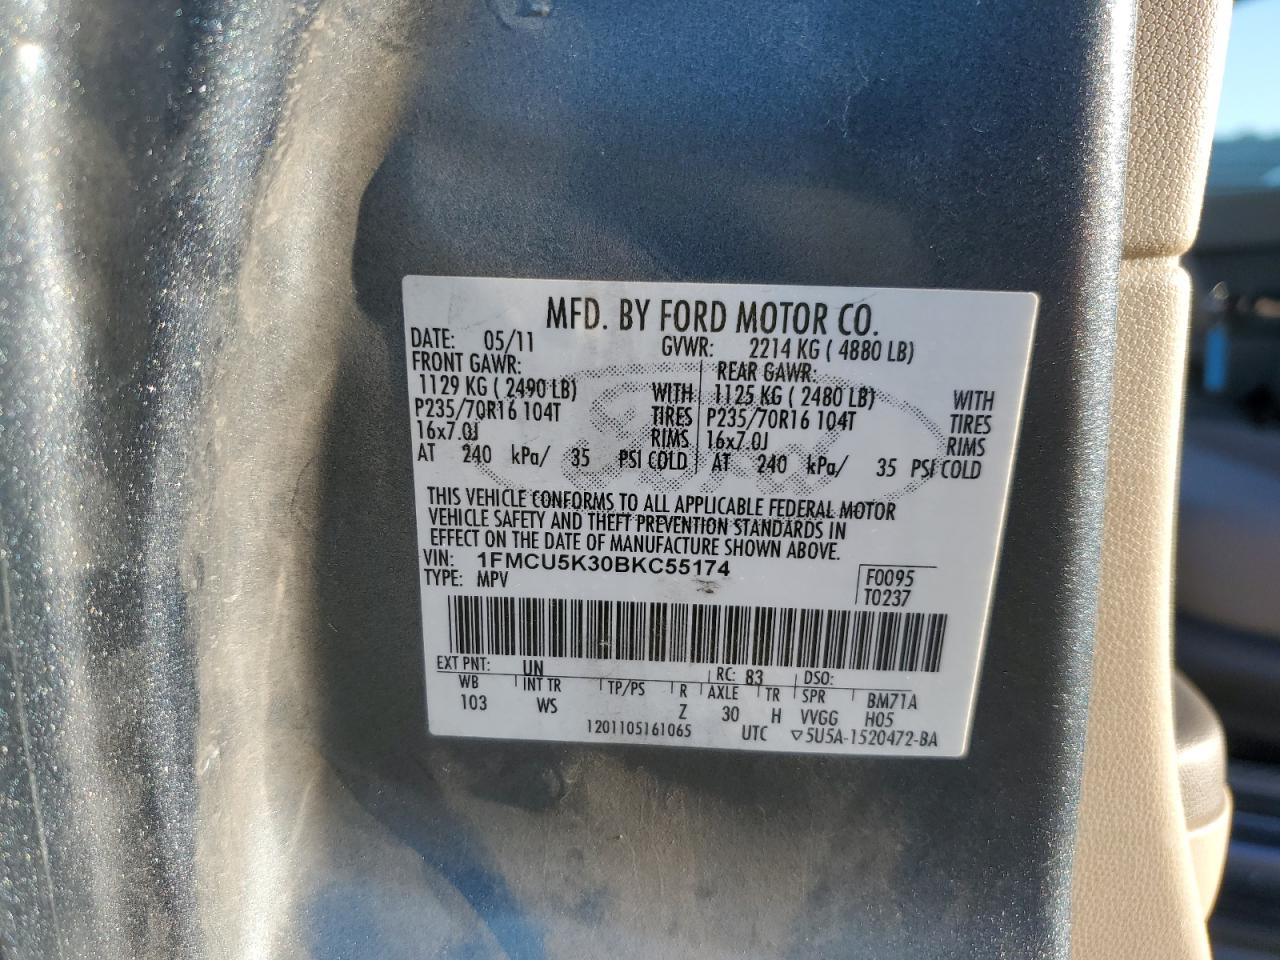 MFD. BY FORD MOTOR CO.
DATE: 05/11 GVWR: 2214 KG ( 4880 LB)
FRONT GAWR: REAR GAWR:
1129 KG ( 2490 LB) WITH 1125 KG ( 2480 LB) WITH
P235/70R16 104T TIRES P235/70R16 104T TIRES
16x7.0J RIMS 16x7.0J RIMS
AT 240 kPa/ 35 PSI COLD AT 240 kPa/ 35 PSI COLD
THIS VEHICLE CONFORMS TO ALL APPLICABLE FEDERAL MOTOR
VEHICLE SAFETY AND THEFT PREVENTION STANDARDS IN
EFFECT ON THE DATE OF MANUFACTURE SHOWN ABOVE.
VIN: 1FMCU5K30BKC55174
TYPE: MPV
F0095
T0237
EXT PNT: UN RC: 83 DSO:
WB INT TR TP/PS R AXLE TR SPR BM71A
103 WS Z 30 H VVGG H05
1201105161065 UTC ▽5U5A-1520472-BA